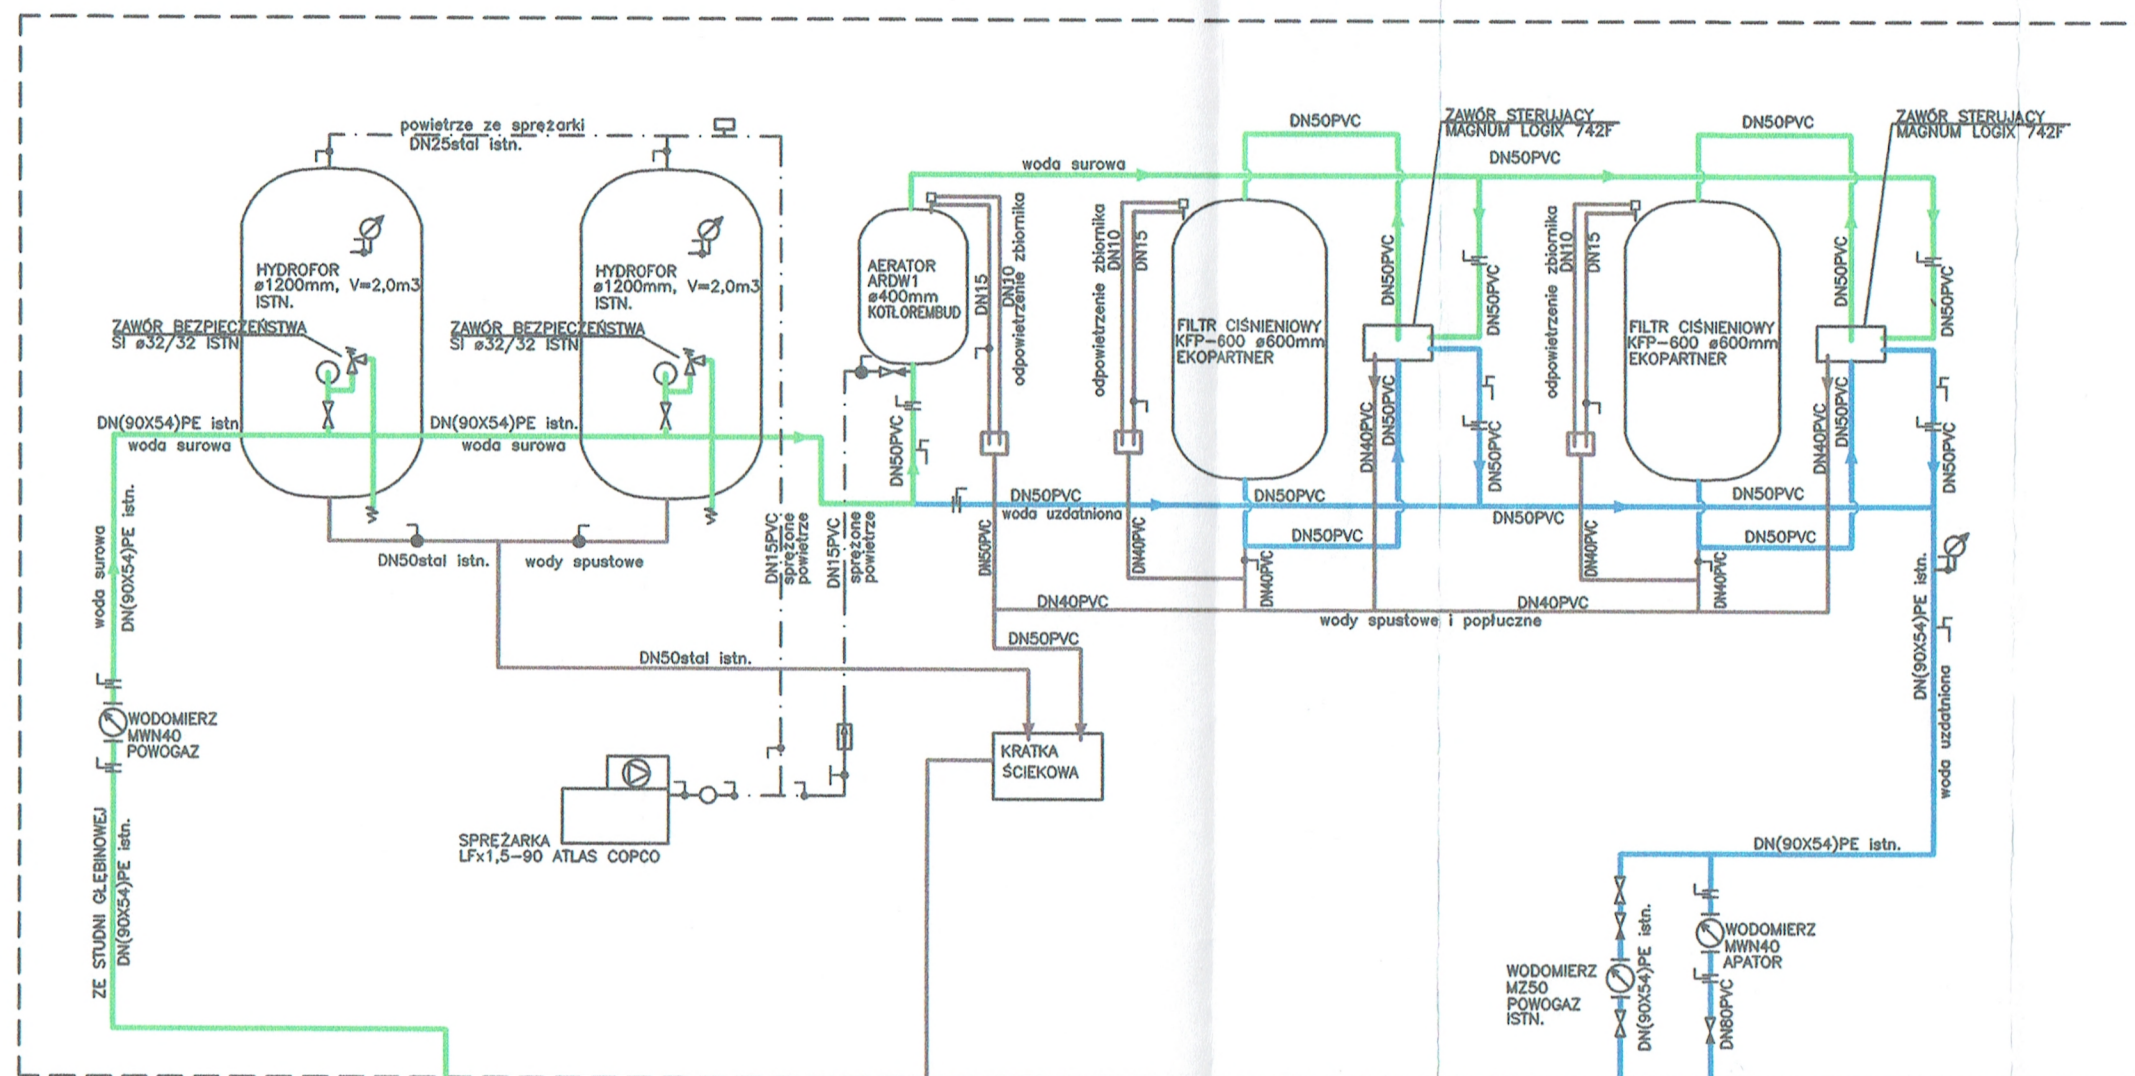 powietrze ze sprężarki
DN25stal istn.
HYDROFOR
ø1200mm, V=2,0m3
ISTN.
ZAWÓR BEZPIECZEŃSTWA
SI ø32/32 ISTN
HYDROFOR
ø1200mm, V=2,0m3
ISTN.
ZAWÓR BEZPIECZEŃSTWA
SI ø32/32 ISTN
DN(90X54)PE istn.
woda surowa
DN(90X54)PE istn.
woda surowa
woda surowa
DN(90X54)PE istn.
DN50stal istn.
wody spustowe
DN50stal istn.
WODOMIERZ
MWN40
POWOGAZ
ZE STUDNI GŁĘBINOWEJ
DN(90X54)PE istn.
SPRĘŻARKA
LFx1,5-90 ATLAS COPCO
DN15PVC
sprężone
powietrze
DN15PVC
sprężone
powietrze
AERATOR
ARDW1
ø400mm
KOTŁOREMBUD
DN50PVC
woda surowa
DN15
DN10
odpowietrzenie zbiornika
DN50PVC
woda uzdatniona
DN50PVC
DN50PVC
KRATKA
ŚCIEKOWA
odpowietrzenie zbiornika
DN10
DN15
DN40PVC
DN50PVC
FILTR CIŚNIENIOWY
KFP-600 ø600mm
EKOPARTNER
DN50PVC
ZAWÓR STERUJĄCY
MAGNUM LOGIX 742F
DN50PVC
DN50PVC
DN40PVC
DN50PVC
DN50PVC
DN50PVC
DN50PVC
DN40PVC
DN40PVC
DN50PVC
wody spustowe i popłuczne
DN40PVC
odpowietrzenie zbiornika
DN10
DN15
DN40PVC
DN50PVC
FILTR CIŚNIENIOWY
KFP-600 ø600mm
EKOPARTNER
DN50PVC
ZAWÓR STERUJĄCY
MAGNUM LOGIX 742F
DN50PVC
DN40PVC
DN50PVC
DN50PVC
DN50PVC
DN50PVC
DN40PVC
DN(90X54)PE istn.
woda uzdatniona
DN(90X54)PE istn.
WODOMIERZ
MZ50
POWOGAZ
ISTN.
DN(90X54)PE istn.
WODOMIERZ
MWN40
APATOR
DN80PVC